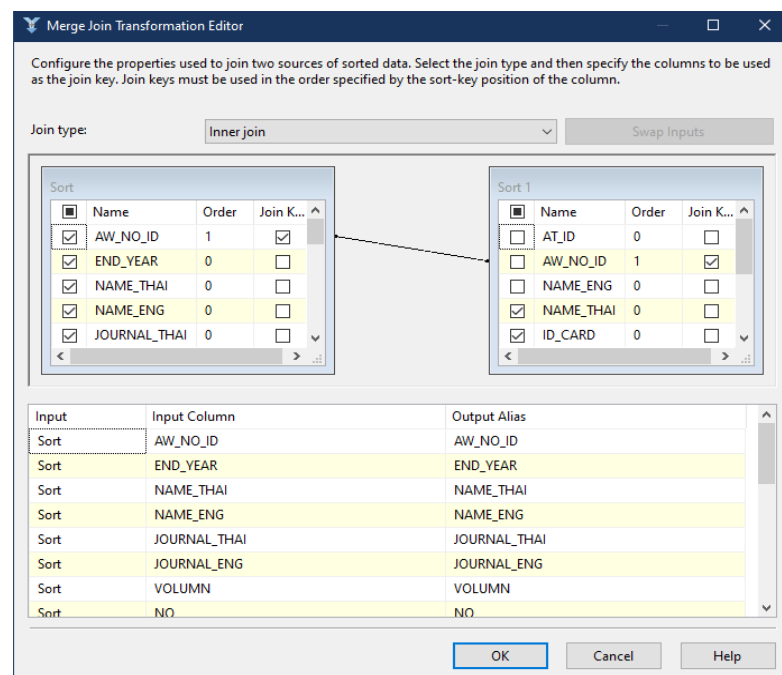 Merge Join Transformation Editor
Configure the properties used to join two sources of sorted data. Select the join type and then specify the columns to be used
as the join key. Join keys must be used in the order specified by the sort-key position of the column.
Join type: Inner join Swap Inputs
Sort
Name Order Join K...
AW_NO_ID 1
END_YEAR 0
NAME_THAI 0
NAME_ENG 0
JOURNAL_THAI 0
Sort 1
Name Order Join K...
AT_ID 0
AW_NO_ID 1
NAME_ENG 0
NAME_THAI 0
ID_CARD 0
Input Input Column Output Alias
Sort AW_NO_ID AW_NO_ID
Sort END_YEAR END_YEAR
Sort NAME_THAI NAME_THAI
Sort NAME_ENG NAME_ENG
Sort JOURNAL_THAI JOURNAL_THAI
Sort JOURNAL_ENG JOURNAL_ENG
Sort VOLUMN VOLUMN
Sort NO NO
OK Cancel Help